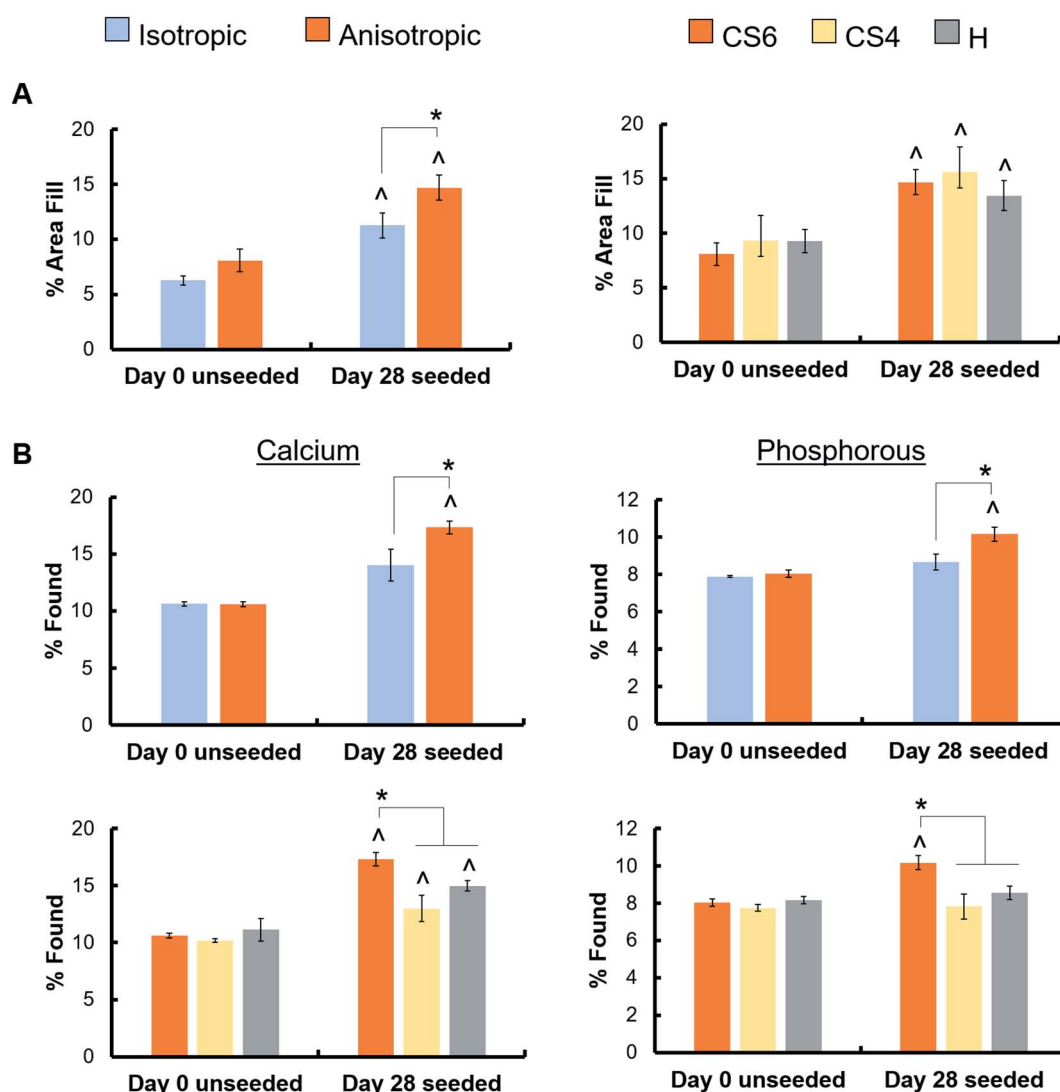 Isotropic Anisotropic CS6 CS4 H
A
% Area Fill
20
15
10
5
0
* ^ ^
Day 0 unseeded Day 28 seeded
% Area Fill
20
15
10
5
0
^ ^ ^
Day 0 unseeded Day 28 seeded
B
Calcium
% Found
20
15
10
5
0
* ^
Day 0 unseeded Day 28 seeded
Phosphorous
% Found
12
10
8
6
4
2
0
* ^
Day 0 unseeded Day 28 seeded
% Found
20
15
10
5
0
* ^ ^ ^
Day 0 unseeded Day 28 seeded
% Found
12
10
8
6
4
2
0
* ^
Day 0 unseeded Day 28 seeded